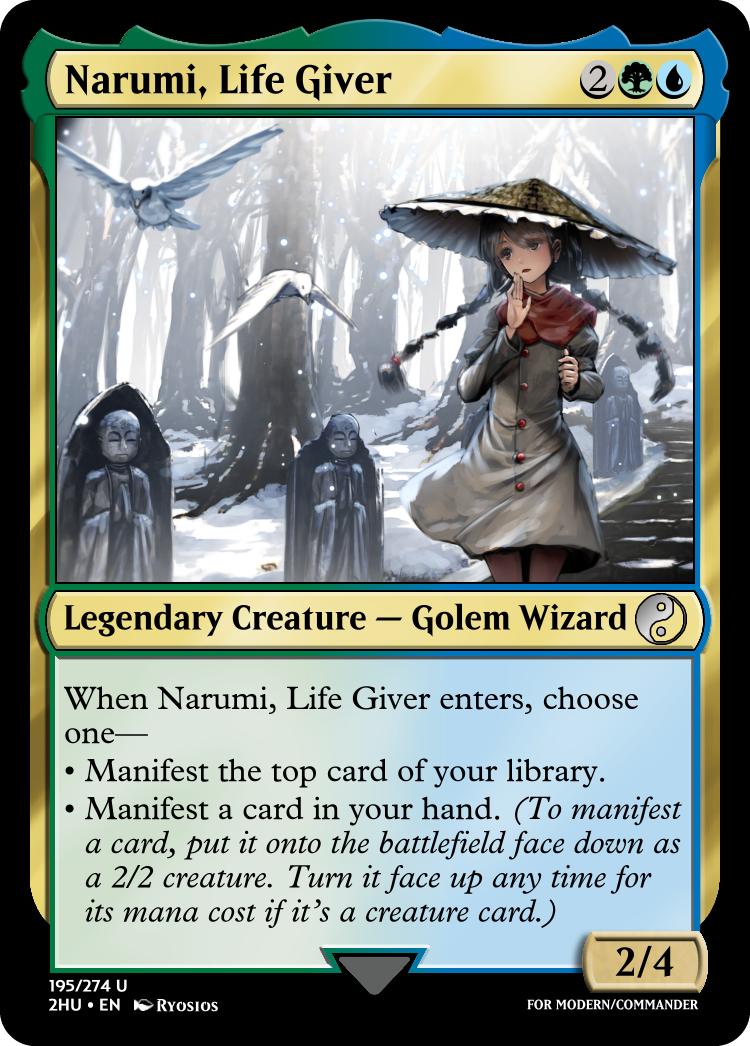 Narumi, Life Giver 2
Legendary Creature — Golem Wizard
When Narumi, Life Giver enters, choose
one—
• Manifest the top card of your library.
• Manifest a card in your hand. (To manifest
a card, put it onto the battlefield face down as
a 2/2 creature. Turn it face up any time for
its mana cost if it's a creature card.)
2/4
195/274 U
2HU • EN Ryosios
FOR MODERN/COMMANDER